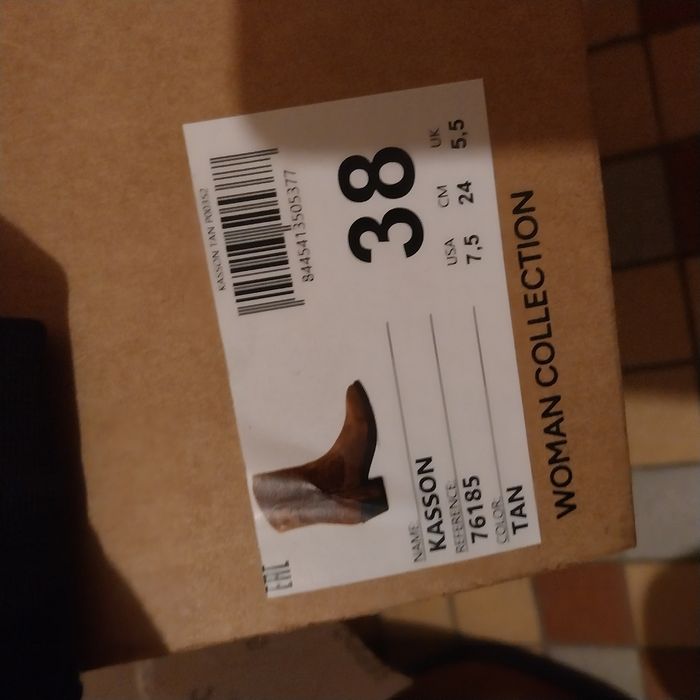 KASSON TAN P00352
8445413505377
38
USA CM UK
7,5 24 5,5
NAME:
KASSON
REFERENCE:
76185
COLOR:
TAN
EAC
WOMAN COLLECTION